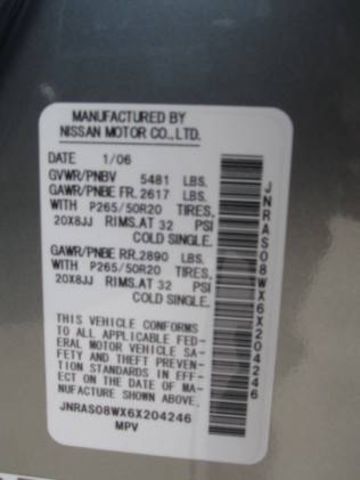 MANUFACTURED BY
NISSAN MOTOR CO., LTD.
DATE 1/06
GVWR/PNBV 5481 LBS.
GAWR/PNBE FR. 2617 LBS.
WITH P265/50R20 TIRES,
20X8JJ RIMS, AT 32 PSI
COLD SINGLE.
GAWR/PNBE RR. 2890 LBS.
WITH P265/50R20 TIRES,
20X8JJ RIMS, AT 32 PSI
COLD SINGLE.
THIS VEHICLE CONFORMS
TO ALL APPLICABLE FED-
ERAL MOTOR VEHICLE SA-
FETY AND THEFT PREVEN-
TION STANDARDS IN EFF-
ECT ON THE DATE OF MA-
NUFACTURE SHOWN ABOVE.
JNRAS08WX6X204246
MPV
JNRAS08WX6X204246